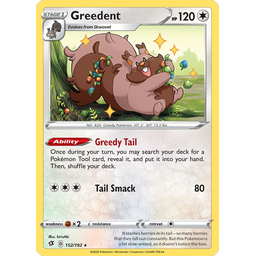 STAGE 1
Greedent
HP 120
Evolves from Skwovet
NO. 820 Greedy Pokémon HT: 2' WT: 13.2 lbs.
Ability Greedy Tail
Once during your turn, you may search your deck for a
Pokémon Tool card, reveal it, and put it into your hand.
Then, shuffle your deck.
Tail Smack 80
weakness ×2 resistance retreat
152/192
It stashes berries in its tail—so many berries
that they fall out constantly. But this Pokémon is
a bit slow-witted, so it doesn't notice the loss.